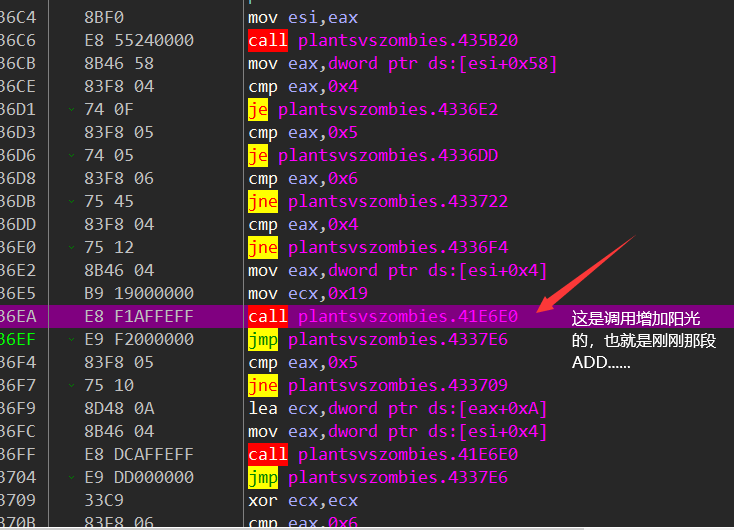 36C4 8BF0 mov esi,eax
36C6 E8 55240000 call plantsvszombies.435B20
36CB 8B46 58 mov eax,dword ptr ds:[esi+0x58]
36CE 83F8 04 cmp eax,0x4
36D1 74 0F je plantsvszombies.4336E2
36D3 83F8 05 cmp eax,0x5
36D6 74 05 je plantsvszombies.4336DD
36D8 83F8 06 cmp eax,0x6
36DB 75 45 jne plantsvszombies.433722
36DD 83F8 04 cmp eax,0x4
36E0 75 12 jne plantsvszombies.4336F4
36E2 8B46 04 mov eax,dword ptr ds:[esi+0x4]
36E5 B9 19000000 mov ecx,0x19
36EA E8 F1AFFEFF call plantsvszombies.41E6E0
36EF E9 F2000000 jmp plantsvszombies.4337E6
36F4 83F8 05 cmp eax,0x5
36F7 75 10 jne plantsvszombies.433709
36F9 8D48 0A lea ecx,dword ptr ds:[eax+0xA]
36FC 8B46 04 mov eax,dword ptr ds:[esi+0x4]
36FF E8 DCAFFEFF call plantsvszombies.41E6E0
3704 E9 DD000000 jmp plantsvszombies.4337E6
3709 33C9 xor ecx,ecx
370B 83F8 06 cmp eax,0x6
这是调用增加阳光
的，也就是刚刚那段
ADD......